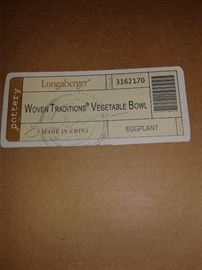 pottery
Longaberger®
3162170
WOVEN TRADITIONS® VEGETABLE BOWL
MADE IN CHINA
EGGPLANT